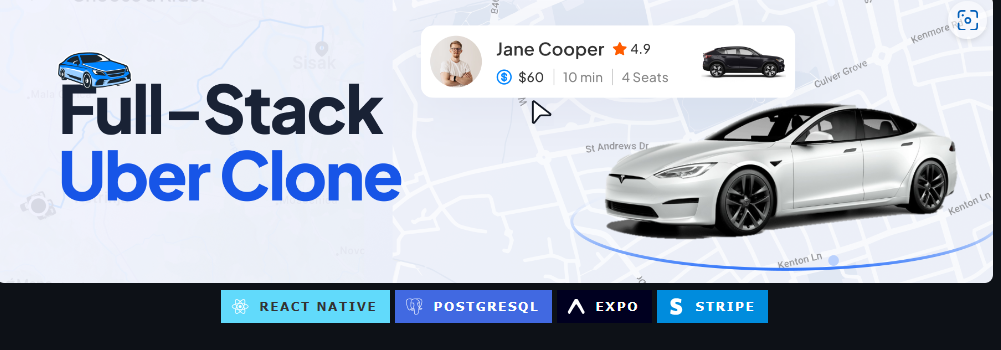 Sisak
Kenmore
Culver Grove
Jane Cooper 4.9
$60 10 min 4 Seats
Full-Stack
Uber Clone
St Andrews Dr
Kenton Ln
Kenton Ln
REACT NATIVE
POSTGRESQL
EXPO
STRIPE